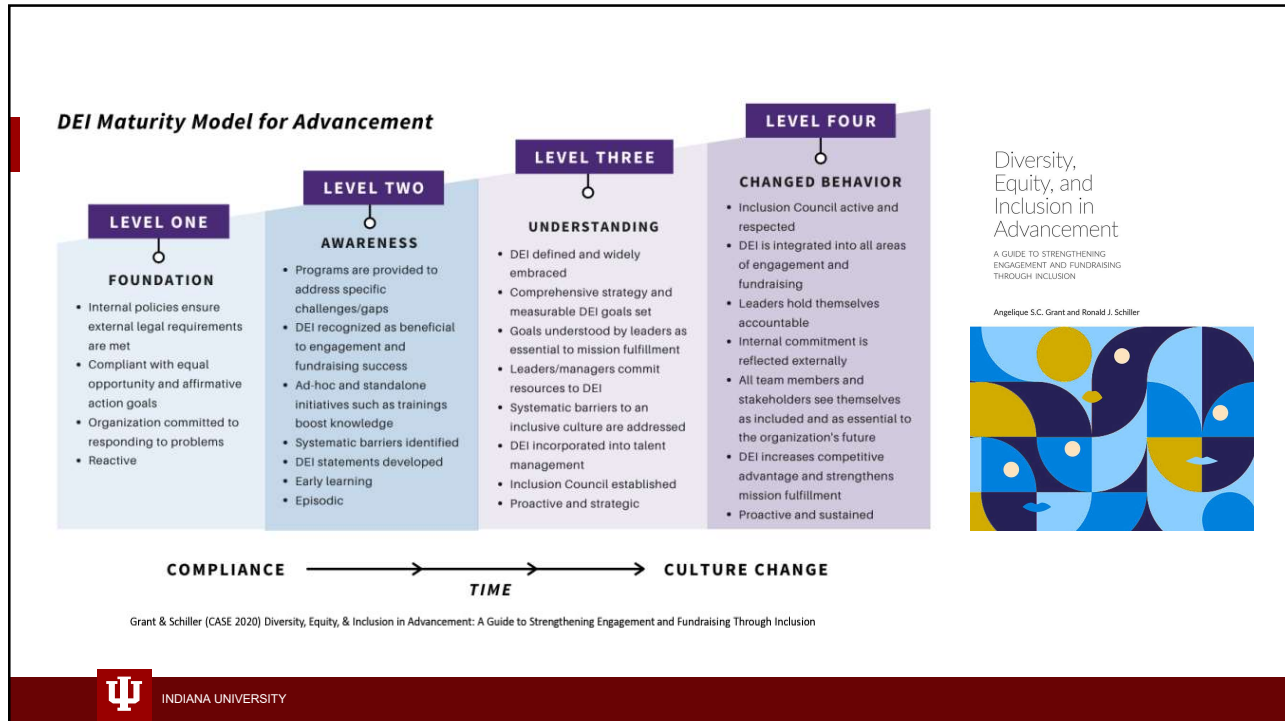 DEI Maturity Model for Advancement
LEVEL ONE
FOUNDATION
• Internal policies ensure
external legal requirements
are met
• Compliant with equal
opportunity and affirmative
action goals
• Organization committed to
responding to problems
• Reactive
LEVEL TWO
AWARENESS
• Programs are provided to
address specific
challenges/gaps
• DEI recognized as beneficial
to engagement and
fundraising success
• Ad-hoc and standalone
initiatives such as trainings
boost knowledge
• Systematic barriers identified
• DEI statements developed
• Early learning
• Episodic
LEVEL THREE
UNDERSTANDING
• DEI defined and widely
embraced
• Comprehensive strategy and
measurable DEI goals set
• Goals understood by leaders as
essential to mission fulfillment
• Leaders/managers commit
resources to DEI
• Systematic barriers to an
inclusive culture are addressed
• DEI incorporated into talent
management
• Inclusion Council established
• Proactive and strategic
LEVEL FOUR
CHANGED BEHAVIOR
• Inclusion Council active and
respected
• DEI is integrated into all areas
of engagement and
fundraising
• Leaders hold themselves
accountable
• Internal commitment is
reflected externally
• All team members and
stakeholders see themselves
as included and as essential to
the organization's future
• DEI increases competitive
advantage and strengthens
mission fulfillment
• Proactive and sustained
COMPLIANCE
TIME
CULTURE CHANGE
Grant & Schiller (CASE 2020) Diversity, Equity, & Inclusion in Advancement: A Guide to Strengthening Engagement and Fundraising Through Inclusion
Diversity,
Equity, and
Inclusion in
Advancement
A GUIDE TO STRENGTHENING
ENGAGEMENT AND FUNDRAISING
THROUGH INCLUSION
Angelique S.C. Grant and Ronald J. Schiller
INDIANA UNIVERSITY